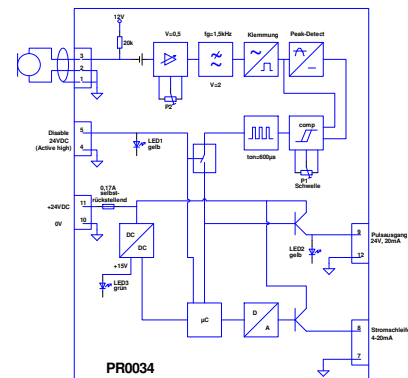 12V
V=0,5
fg=1,5kHz
Klemmung
Peak-Detect
3
2
1
20k
P2
V=2
Disable
24VDC
(Active high)
5
4
LED1
gelb
ton=600µs
comp
P1
Schwelle
+24VDC
0V
11
10
0,17A
selbst-
rückstellend
DC
DC
+15V
LED3
grün
LED2
gelb
9
12
Pulsausgang
24V, 20mA
µC
D
A
8
7
Stromschleife
4-20mA
PR0034